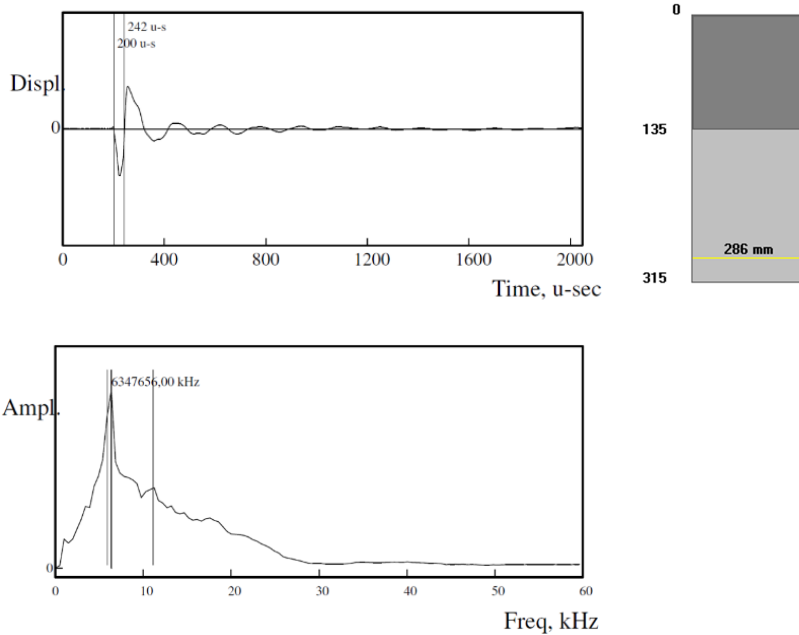 242 u-s
200 u-s
Displ.
0
0 400 800 1200 1600 2000
Time, u-sec
0
135
286 mm
315
6347656,00 kHz
Ampl.
0
0 10 20 30 40 50 60
Freq, kHz